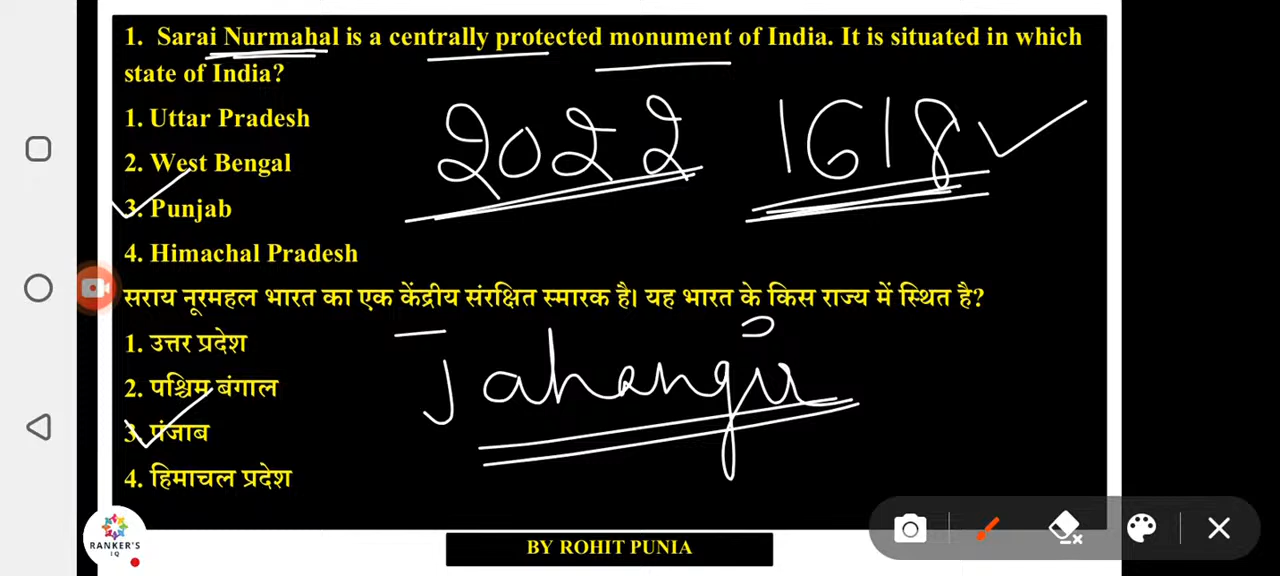 1. Sarai Nurmahal is a centrally protected monument of India. It is situated in which
state of India?
1. Uttar Pradesh
2. West Bengal
3. Punjab
4. Himachal Pradesh
2022 1618
सराय नूरमहल भारत का एक केंद्रीय संरक्षित स्मारक है। यह भारत के किस राज्य में स्थित है?
1. उत्तर प्रदेश
2. पश्चिम बंगाल
3. पंजाब
4. हिमाचल प्रदेश
Jahangir
RANKER'S
IQ
BY ROHIT PUNIA